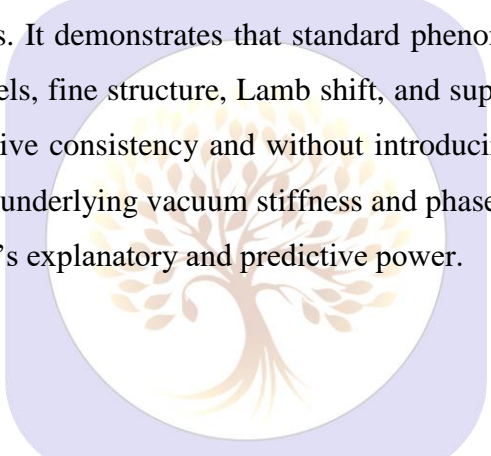 s. It demonstrates that standard phenor
els, fine structure, Lamb shift, and sup
ive consistency and without introducin
underlying vacuum stiffness and phase
’s explanatory and predictive power.